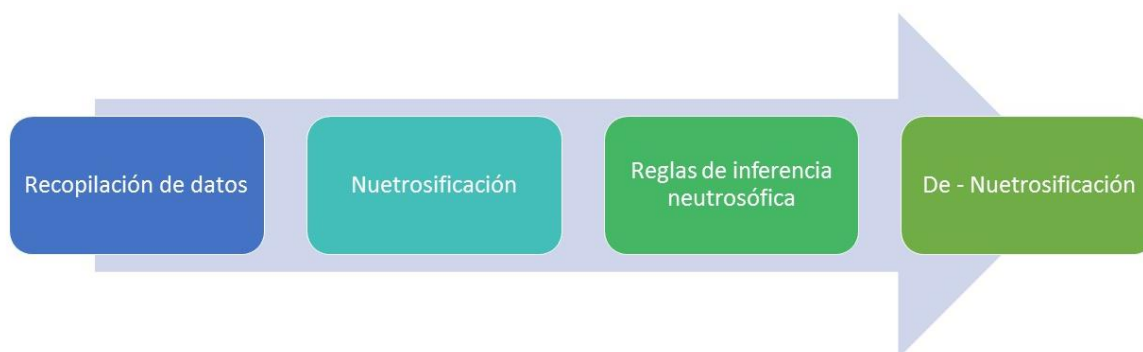 Recopilación de datos
Nuetrosificación
Reglas de inferencia
neutrosófica
De - Nuetrosificación